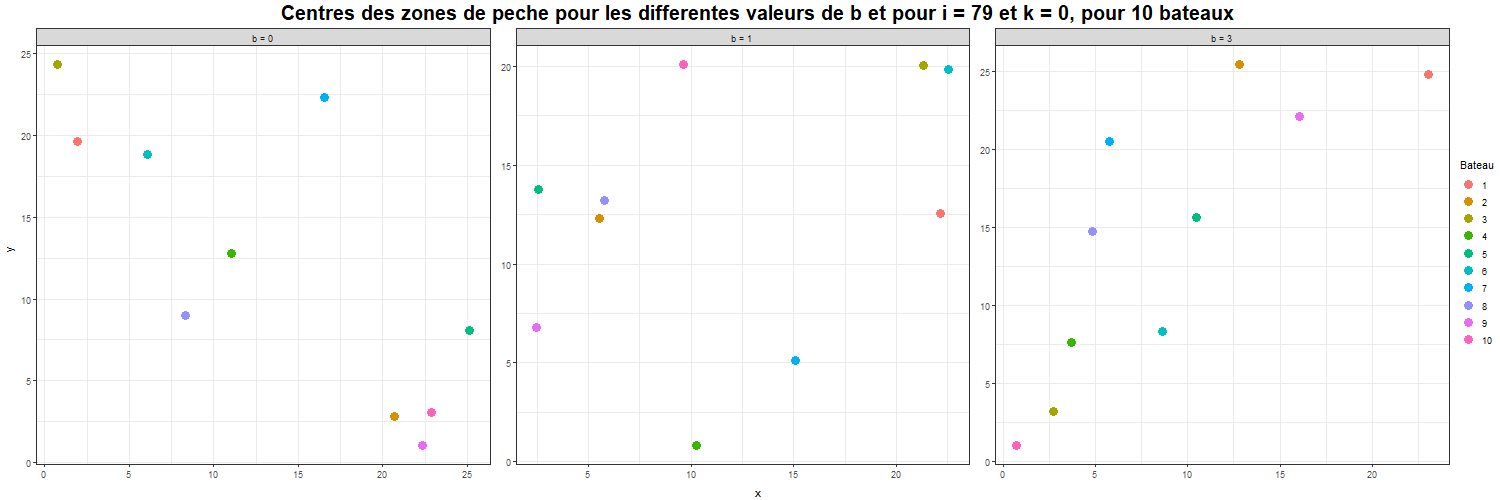 Centres des zones de peche pour les differentes valeurs de b et pour i = 79 et k = 0, pour 10 bateaux
b = 0
b = 1
b = 3
y
25
20
15
10
5
0
0 5 10 15 20 25
20
15
10
5
0
5 10 15 20
25
20
15
10
5
0
0 5 10 15 20
x
Bateau
1
2
3
4
5
6
7
8
9
10